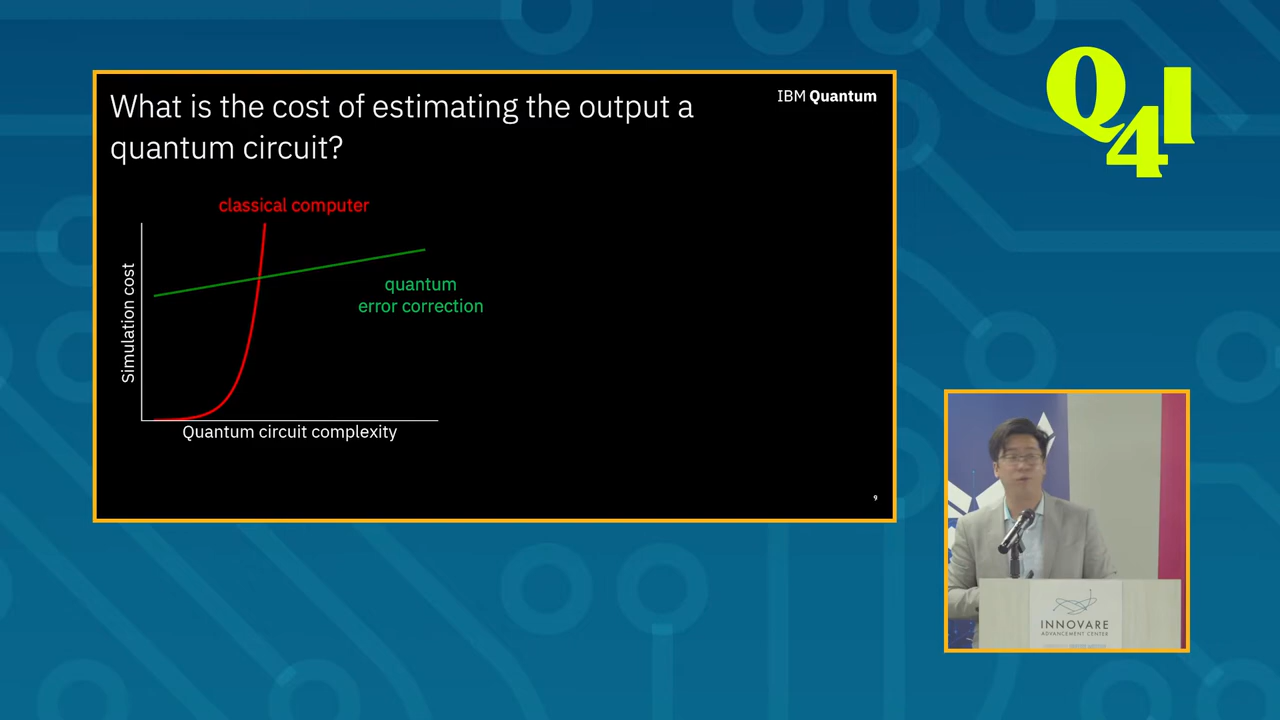 What is the cost of estimating the output a
quantum circuit?
IBM Quantum
classical computer
quantum
error correction
Simulation cost
Quantum circuit complexity
9
Q4I
INNOVARE
ADVANCEMENT CENTER